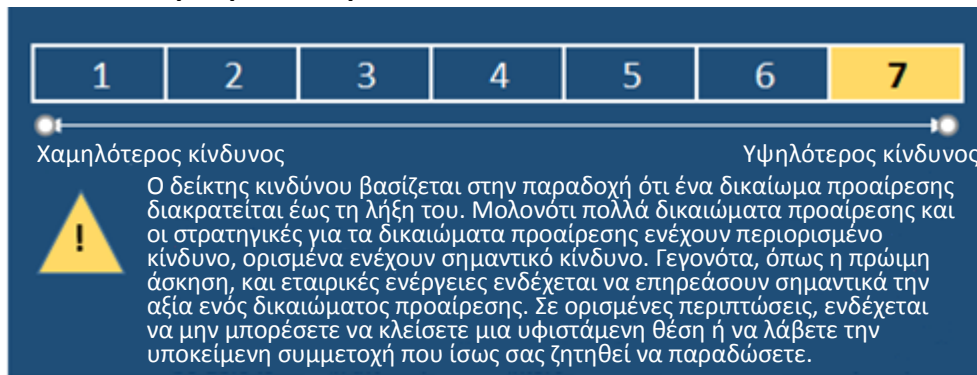 1 2 3 4 5 6 7
Χαμηλότερος κίνδυνος Υψηλότερος κίνδυνος
Ο δείκτης κινδύνου βασίζεται στην παραδοχή ότι ένα δικαίωμα προαίρεσης
διακρατείται έως τη λήξη του. Μολονότι πολλά δικαιώματα προαίρεσης και
οι στρατηγικές για τα δικαιώματα προαίρεσης ενέχουν περιορισμένο
κίνδυνο, ορισμένα ενέχουν σημαντικό κίνδυνο. Γεγονότα, όπως η πρώιμη
άσκηση, και εταιρικές ενέργειες ενδέχεται να επηρεάσουν σημαντικά την
αξία ενός δικαιώματος προαίρεσης. Σε ορισμένες περιπτώσεις, ενδέχεται
να μην μπορέσετε να κλείσετε μια υφιστάμενη θέση ή να λάβετε την
υποκείμενη συμμετοχή που ίσως σας ζητηθεί να παραδώσετε.
!